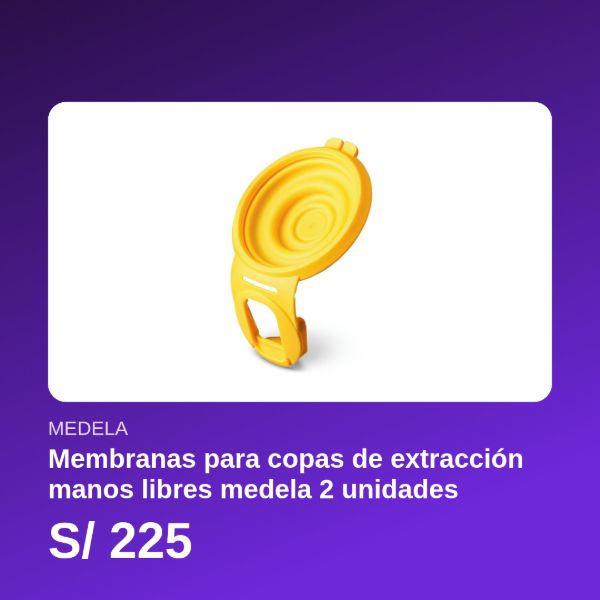 MEDELA
Membranas para copas de extracción
manos libres medela 2 unidades
S/ 225